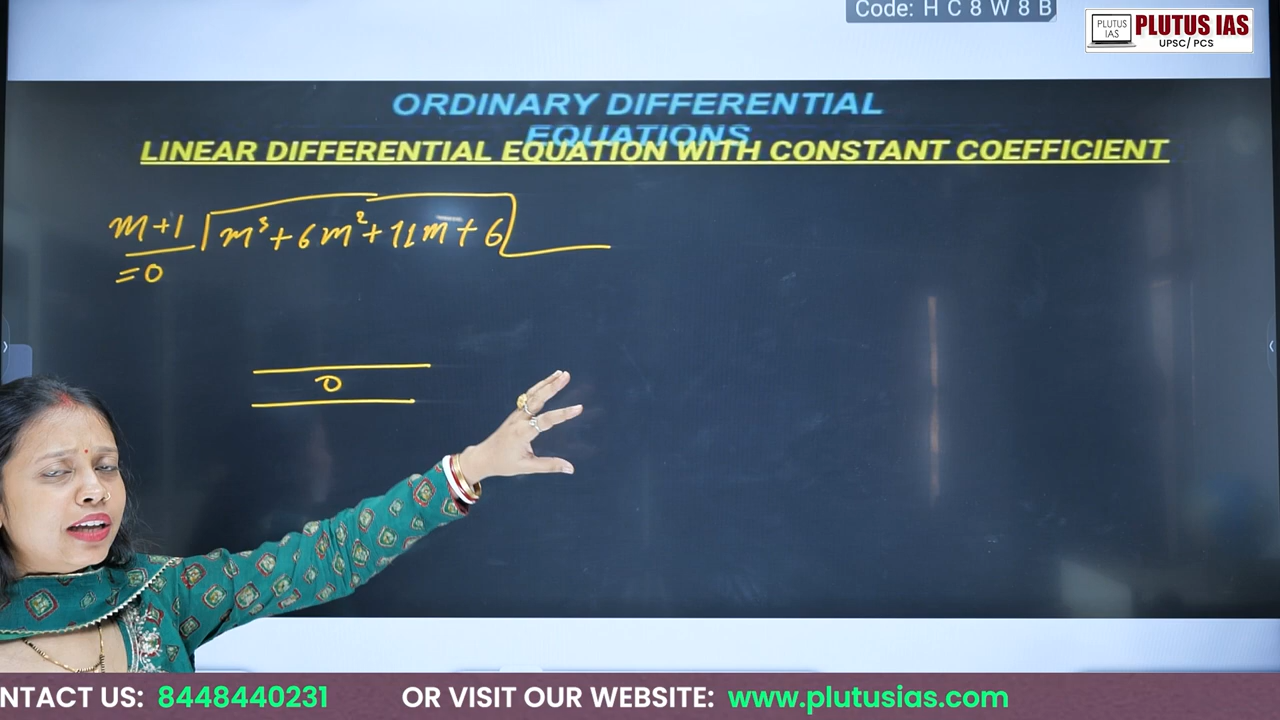 Code: H C 8 W 8 B
PLUTUS IAS
PLUTUS IAS
UPSC/ PCS
ORDINARY DIFFERENTIAL
EQUATIONS
LINEAR DIFFERENTIAL EQUATION WITH CONSTANT COEFFICIENT
m+1 m³+6m²+11m+6
=0
0
NTACT US: 8448440231 OR VISIT OUR WEBSITE: www.plutusias.com